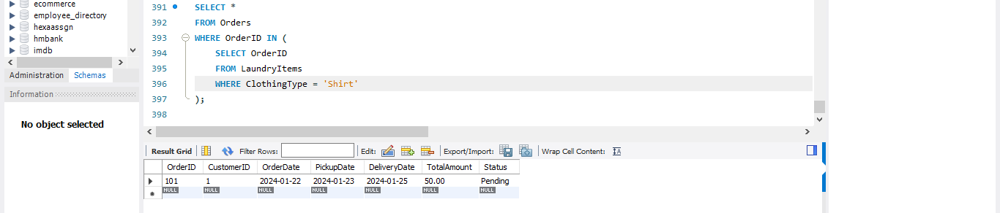 ecommerce
employee_directory
hexaassgn
hmbank
imdb
Administration Schemas
Information
No object selected
391 SELECT *
392 FROM Orders
393 WHERE OrderID IN (
394 SELECT OrderID
395 FROM LaundryItems
396 WHERE ClothingType = 'Shirt'
397 );
398
Result Grid Filter Rows: Edit: Export/Import: Wrap Cell Content: IA
OrderID CustomerID OrderDate PickupDate DeliveryDate TotalAmount Status
101 1 2024-01-22 2024-01-23 2024-01-25 50.00 Pending
NULL NULL NULL NULL NULL NULL NULL